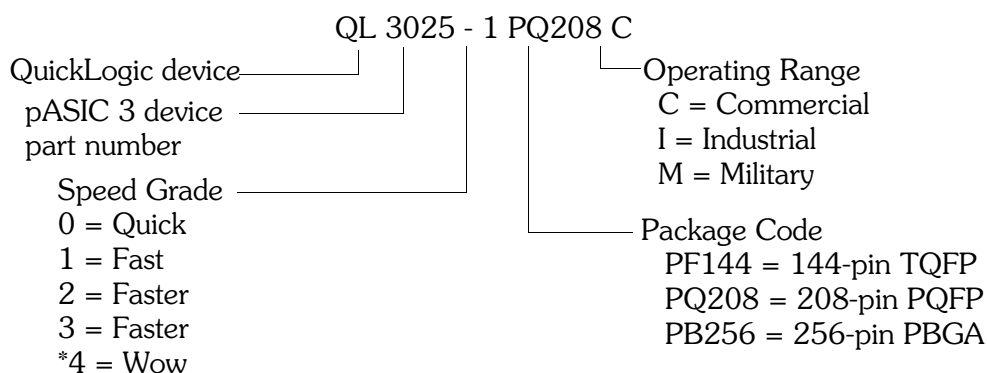 QL 3025 - 1 PQ208 C
QuickLogic device
pASIC 3 device
part number
Speed Grade
0 = Quick
1 = Fast
2 = Faster
3 = Faster
*4 = Wow
Operating Range
C = Commercial
I = Industrial
M = Military
Package Code
PF144 = 144-pin TQFP
PQ208 = 208-pin PQFP
PB256 = 256-pin PBGA